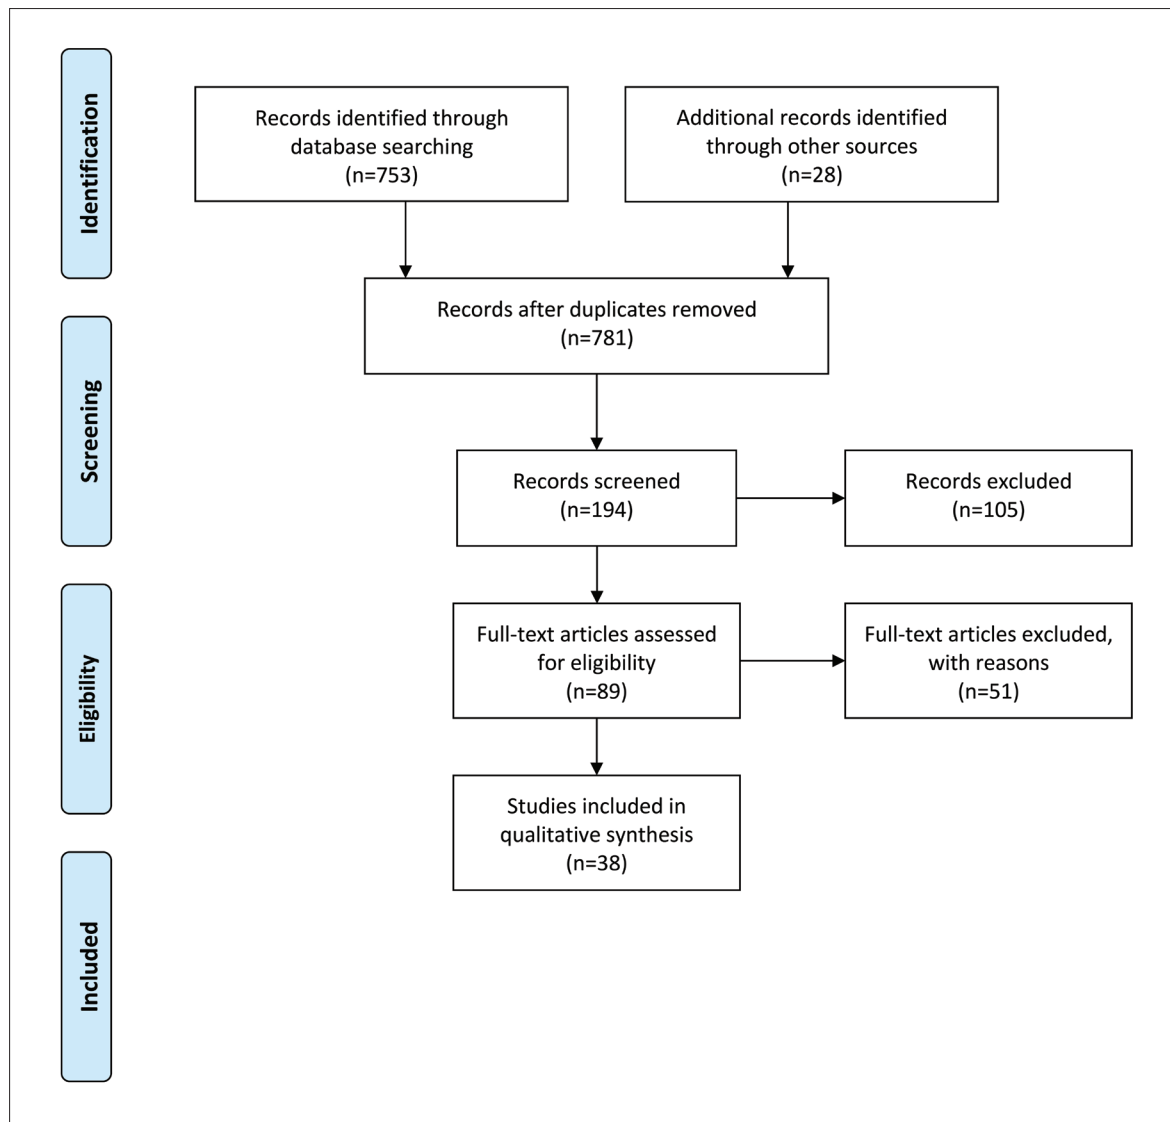 Identification
Records identified through
database searching
(n=753)
Additional records identified
through other sources
(n=28)
Records after duplicates removed
(n=781)
Screening
Records screened
(n=194)
Records excluded
(n=105)
Eligibility
Full-text articles assessed
for eligibility
(n=89)
Full-text articles excluded,
with reasons
(n=51)
Studies included in
qualitative synthesis
(n=38)
Included